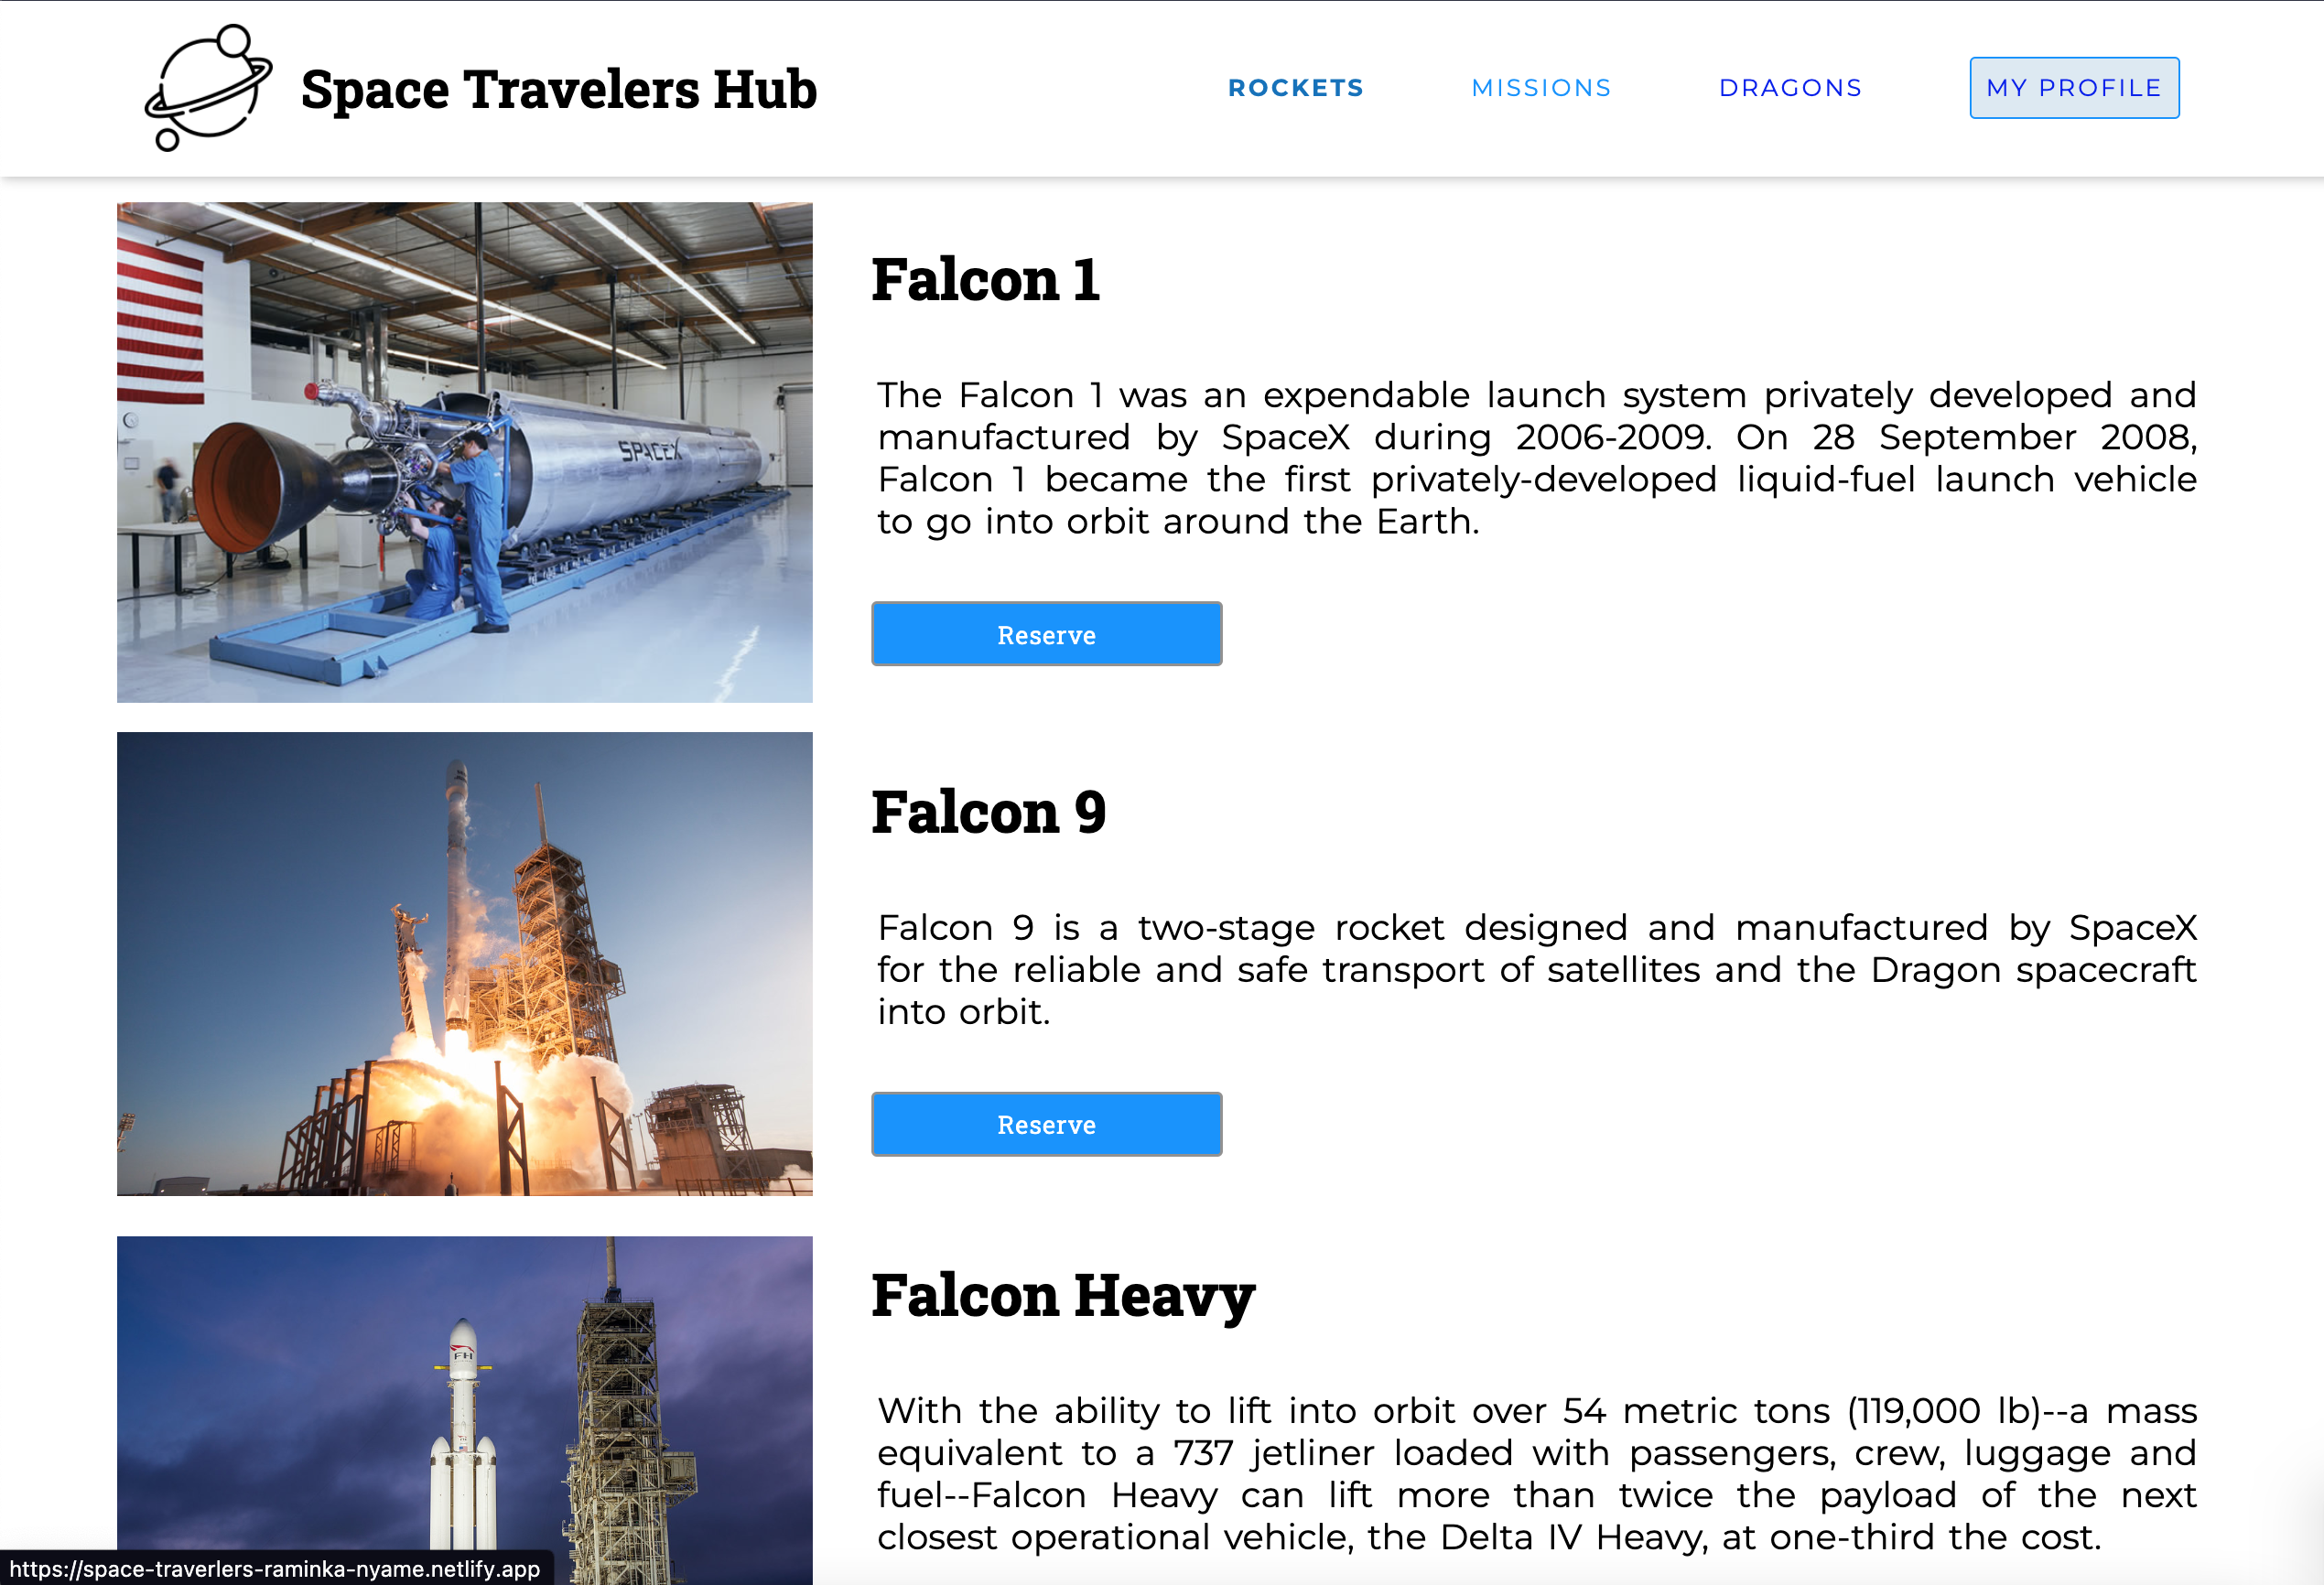 Space Travelers Hub
ROCKETS
MISSIONS
DRAGONS
MY PROFILE
SPACEX
Falcon 1
The Falcon 1 was an expendable launch system privately developed and
manufactured by SpaceX during 2006-2009. On 28 September 2008,
Falcon 1 became the first privately-developed liquid-fuel launch vehicle
to go into orbit around the Earth.
Reserve
Falcon 9
Falcon 9 is a two-stage rocket designed and manufactured by SpaceX
for the reliable and safe transport of satellites and the Dragon spacecraft
into orbit.
Reserve
FH
Falcon Heavy
With the ability to lift into orbit over 54 metric tons (119,000 lb)--a mass
equivalent to a 737 jetliner loaded with passengers, crew, luggage and
fuel--Falcon Heavy can lift more than twice the payload of the next
closest operational vehicle, the Delta IV Heavy, at one-third the cost.
https://space-traverlers-raminka-nyame.netlify.app